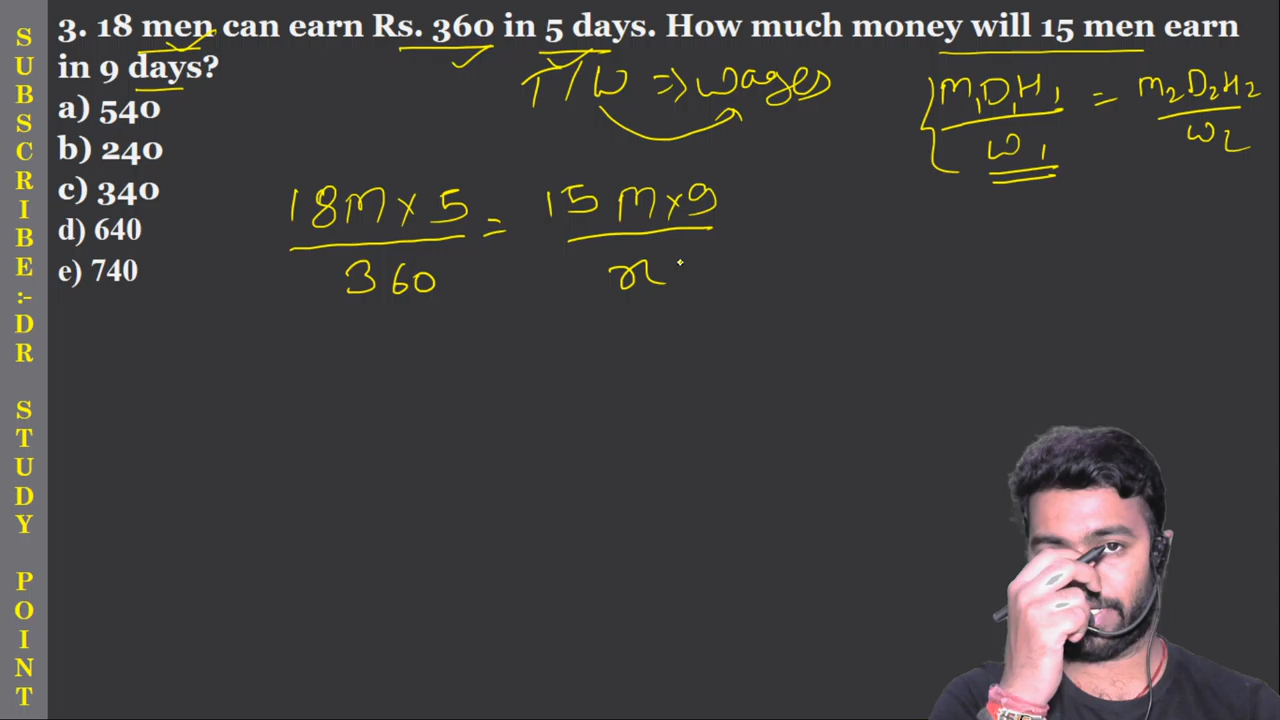 3. 18 men can earn Rs. 360 in 5 days. How much money will 15 men earn
in 9 days?
a) 540
b) 240
c) 340
d) 640
e) 740
T/W => wages
M₁D₁H₁/W₁ = M₂D₂H₂/W₂
18M × 5/360 = 15M × 9/x
SUBSCRIBE:-DR STUDY POINT